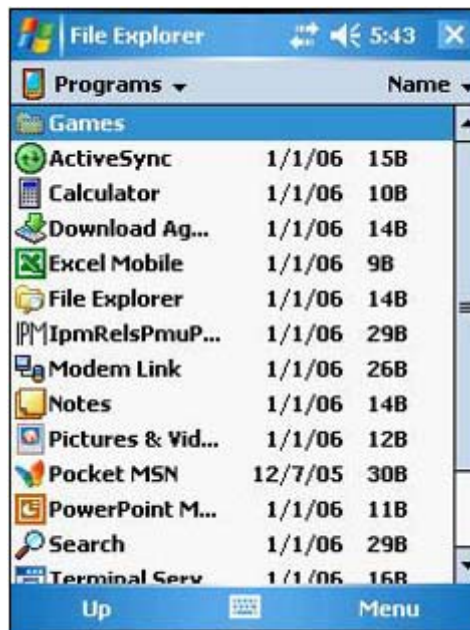 File Explorer 5:43
Programs Name
Games
ActiveSync 1/1/06 15B
Calculator 1/1/06 10B
Download Ag... 1/1/06 14B
Excel Mobile 1/1/06 9B
File Explorer 1/1/06 14B
IPM IpmRelsPmuP... 1/1/06 29B
Modem Link 1/1/06 26B
Notes 1/1/06 14B
Pictures & Vid... 1/1/06 12B
Pocket MSN 12/7/05 30B
PowerPoint M... 1/1/06 11B
Search 1/1/06 29B
Terminal Serv 1/1/06 16B
Up Menu